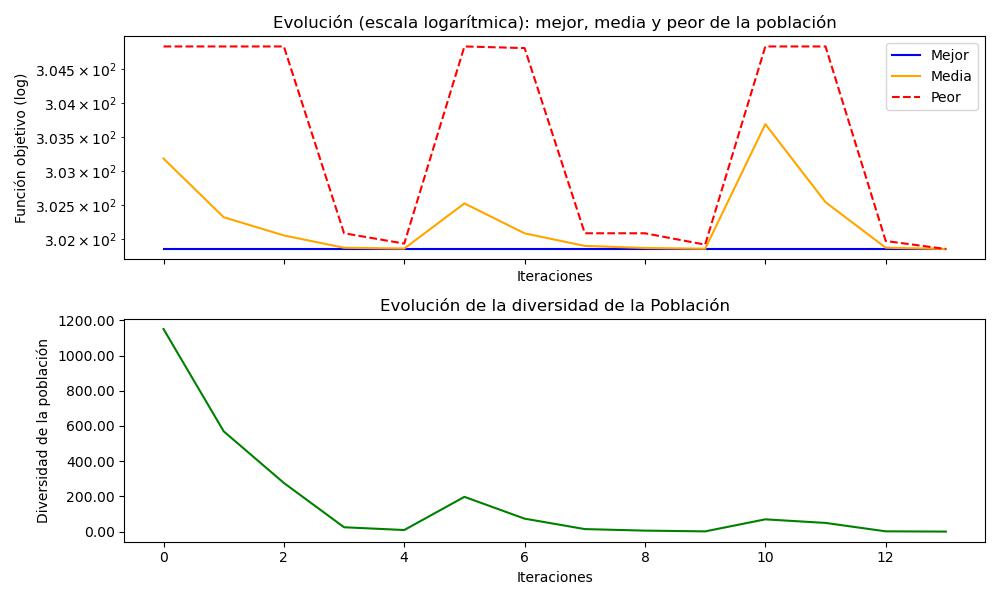 Evolución (escala logarítmica): mejor, media y peor de la población
Función objetivo (log)
3.045 × 10²
3.04 × 10²
3.035 × 10²
3.03 × 10²
3.025 × 10²
3.02 × 10²
Mejor
Media
Peor
Iteraciones
Evolución de la diversidad de la Población
Diversidad de la población
1200.00
1000.00
800.00
600.00
400.00
200.00
0.00
0 2 4 6 8 10 12
Iteraciones